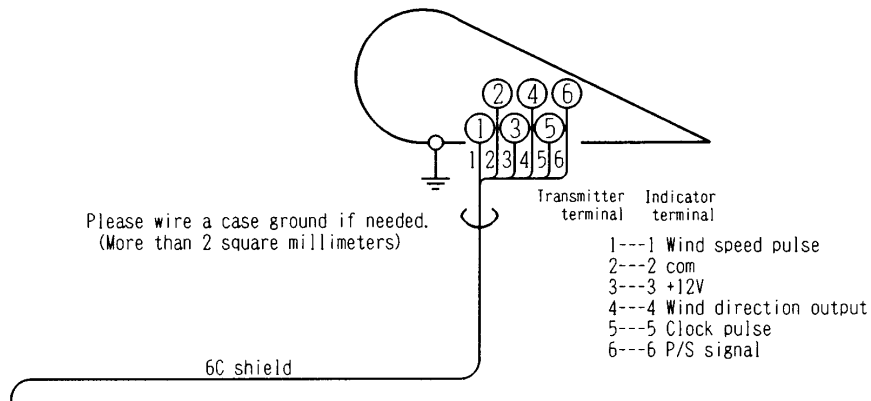 2 4 6
1 3 5
1 2 3 4 5 6
Transmitter Indicator
terminal terminal
Please wire a case ground if needed.
(More than 2 square millimeters)
1---1 Wind speed pulse
2---2 com
3---3 +12V
4---4 Wind direction output
5---5 Clock pulse
6---6 P/S signal
6C shield